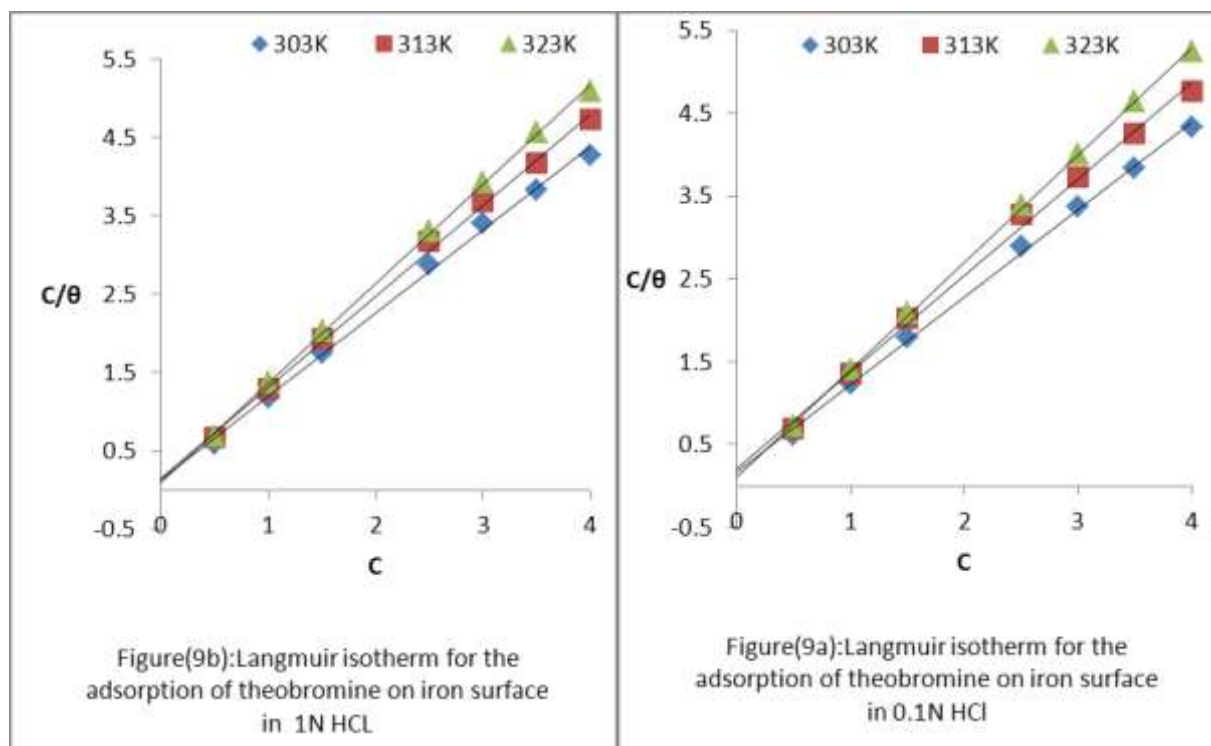 303K 313K 323K
5.5
4.5
3.5
2.5
1.5
0.5
-0.5
C/θ
0 1 2 3 4
C
Figure(9b):Langmuir isotherm for the
adsorption of theobromine on iron surface
in 1N HCL
303K 313K 323K
5.5
4.5
3.5
2.5
1.5
0.5
-0.5
C/θ
0 1 2 3 4
C
Figure(9a):Langmuir isotherm for the
adsorption of theobromine on iron surface
in 0.1N HCl